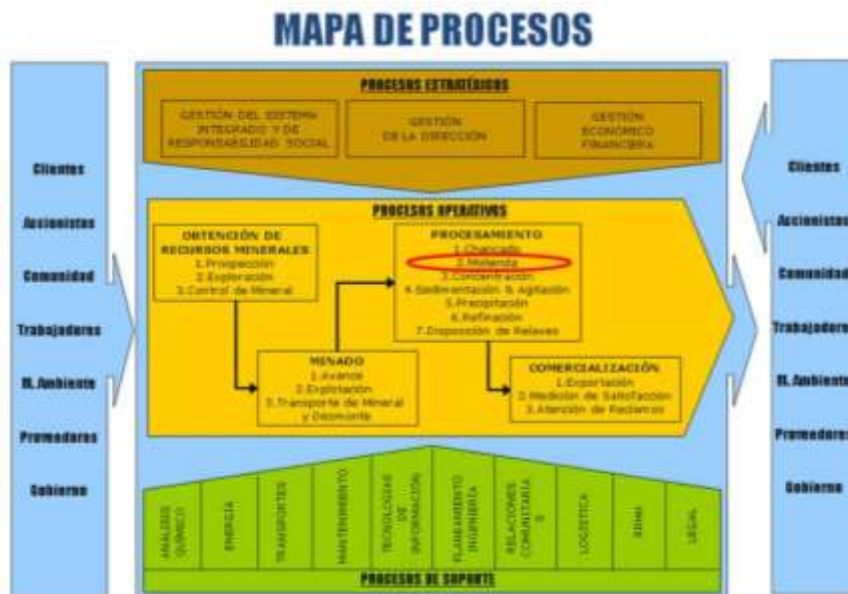 MAPA DE PROCESOS
Clientes
Accionistas
Comunidad
Trabajadores
M. Ambiente
Proveedores
Gobierno
PROCESOS ESTRATÉGICOS
GESTIÓN DEL SISTEMA
INTEGRADO Y DE
RESPONSABILIDAD SOCIAL
GESTIÓN
DE LA DIRECCIÓN
GESTIÓN
ECONÓMICO
FINANCIERA
PROCESOS OPERATIVOS
OBTENCIÓN DE
RECURSOS MINERALES
1.Prospección
2.Exploración
3.Control de Mineral
PROCESAMIENTO
1.Chancado
2.Molienda
3.Concentración
4.Sedimentación & Agitación
5.Precipitación
6.Refinación
7.Disposición de Relaves
MINADO
1.Avance
2.Explotación
3.Transporte de Mineral
y Desmonte
COMERCIALIZACIÓN
1.Exportación
2.Medición de Satisfacción
3.Atención de Reclamos
ANÁLISIS
QUÍMICO
ENERGÍA
TRANSPORTES
MANTENIMIENTO
TECNOLOGÍAS
DE
INFORMACIÓN
PLANEAMIENTO
INGENIERÍA
RELACIONES
COMUNITARIA
S
LOGÍSTICA
RRHH
LEGAL
PROCESOS DE SOPORTE
Clientes
Accionistas
Comunidad
Trabajadores
M. Ambiente
Proveedores
Gobierno